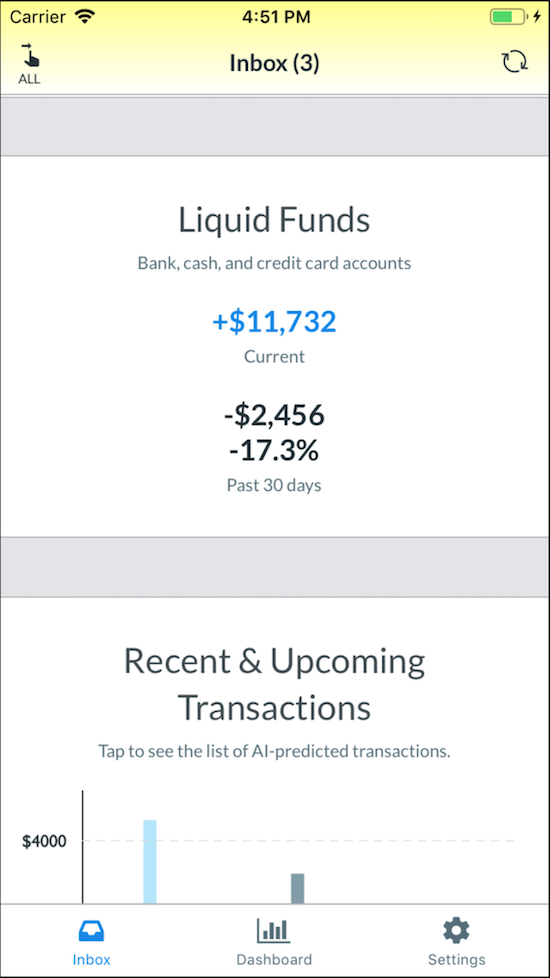 Carrier 4:51 PM
ALL
Inbox (3)
Liquid Funds
Bank, cash, and credit card accounts
+$11,732
Current
-$2,456
-17.3%
Past 30 days
Recent & Upcoming
Transactions
Tap to see the list of AI-predicted transactions.
$4000
Inbox Dashboard Settings